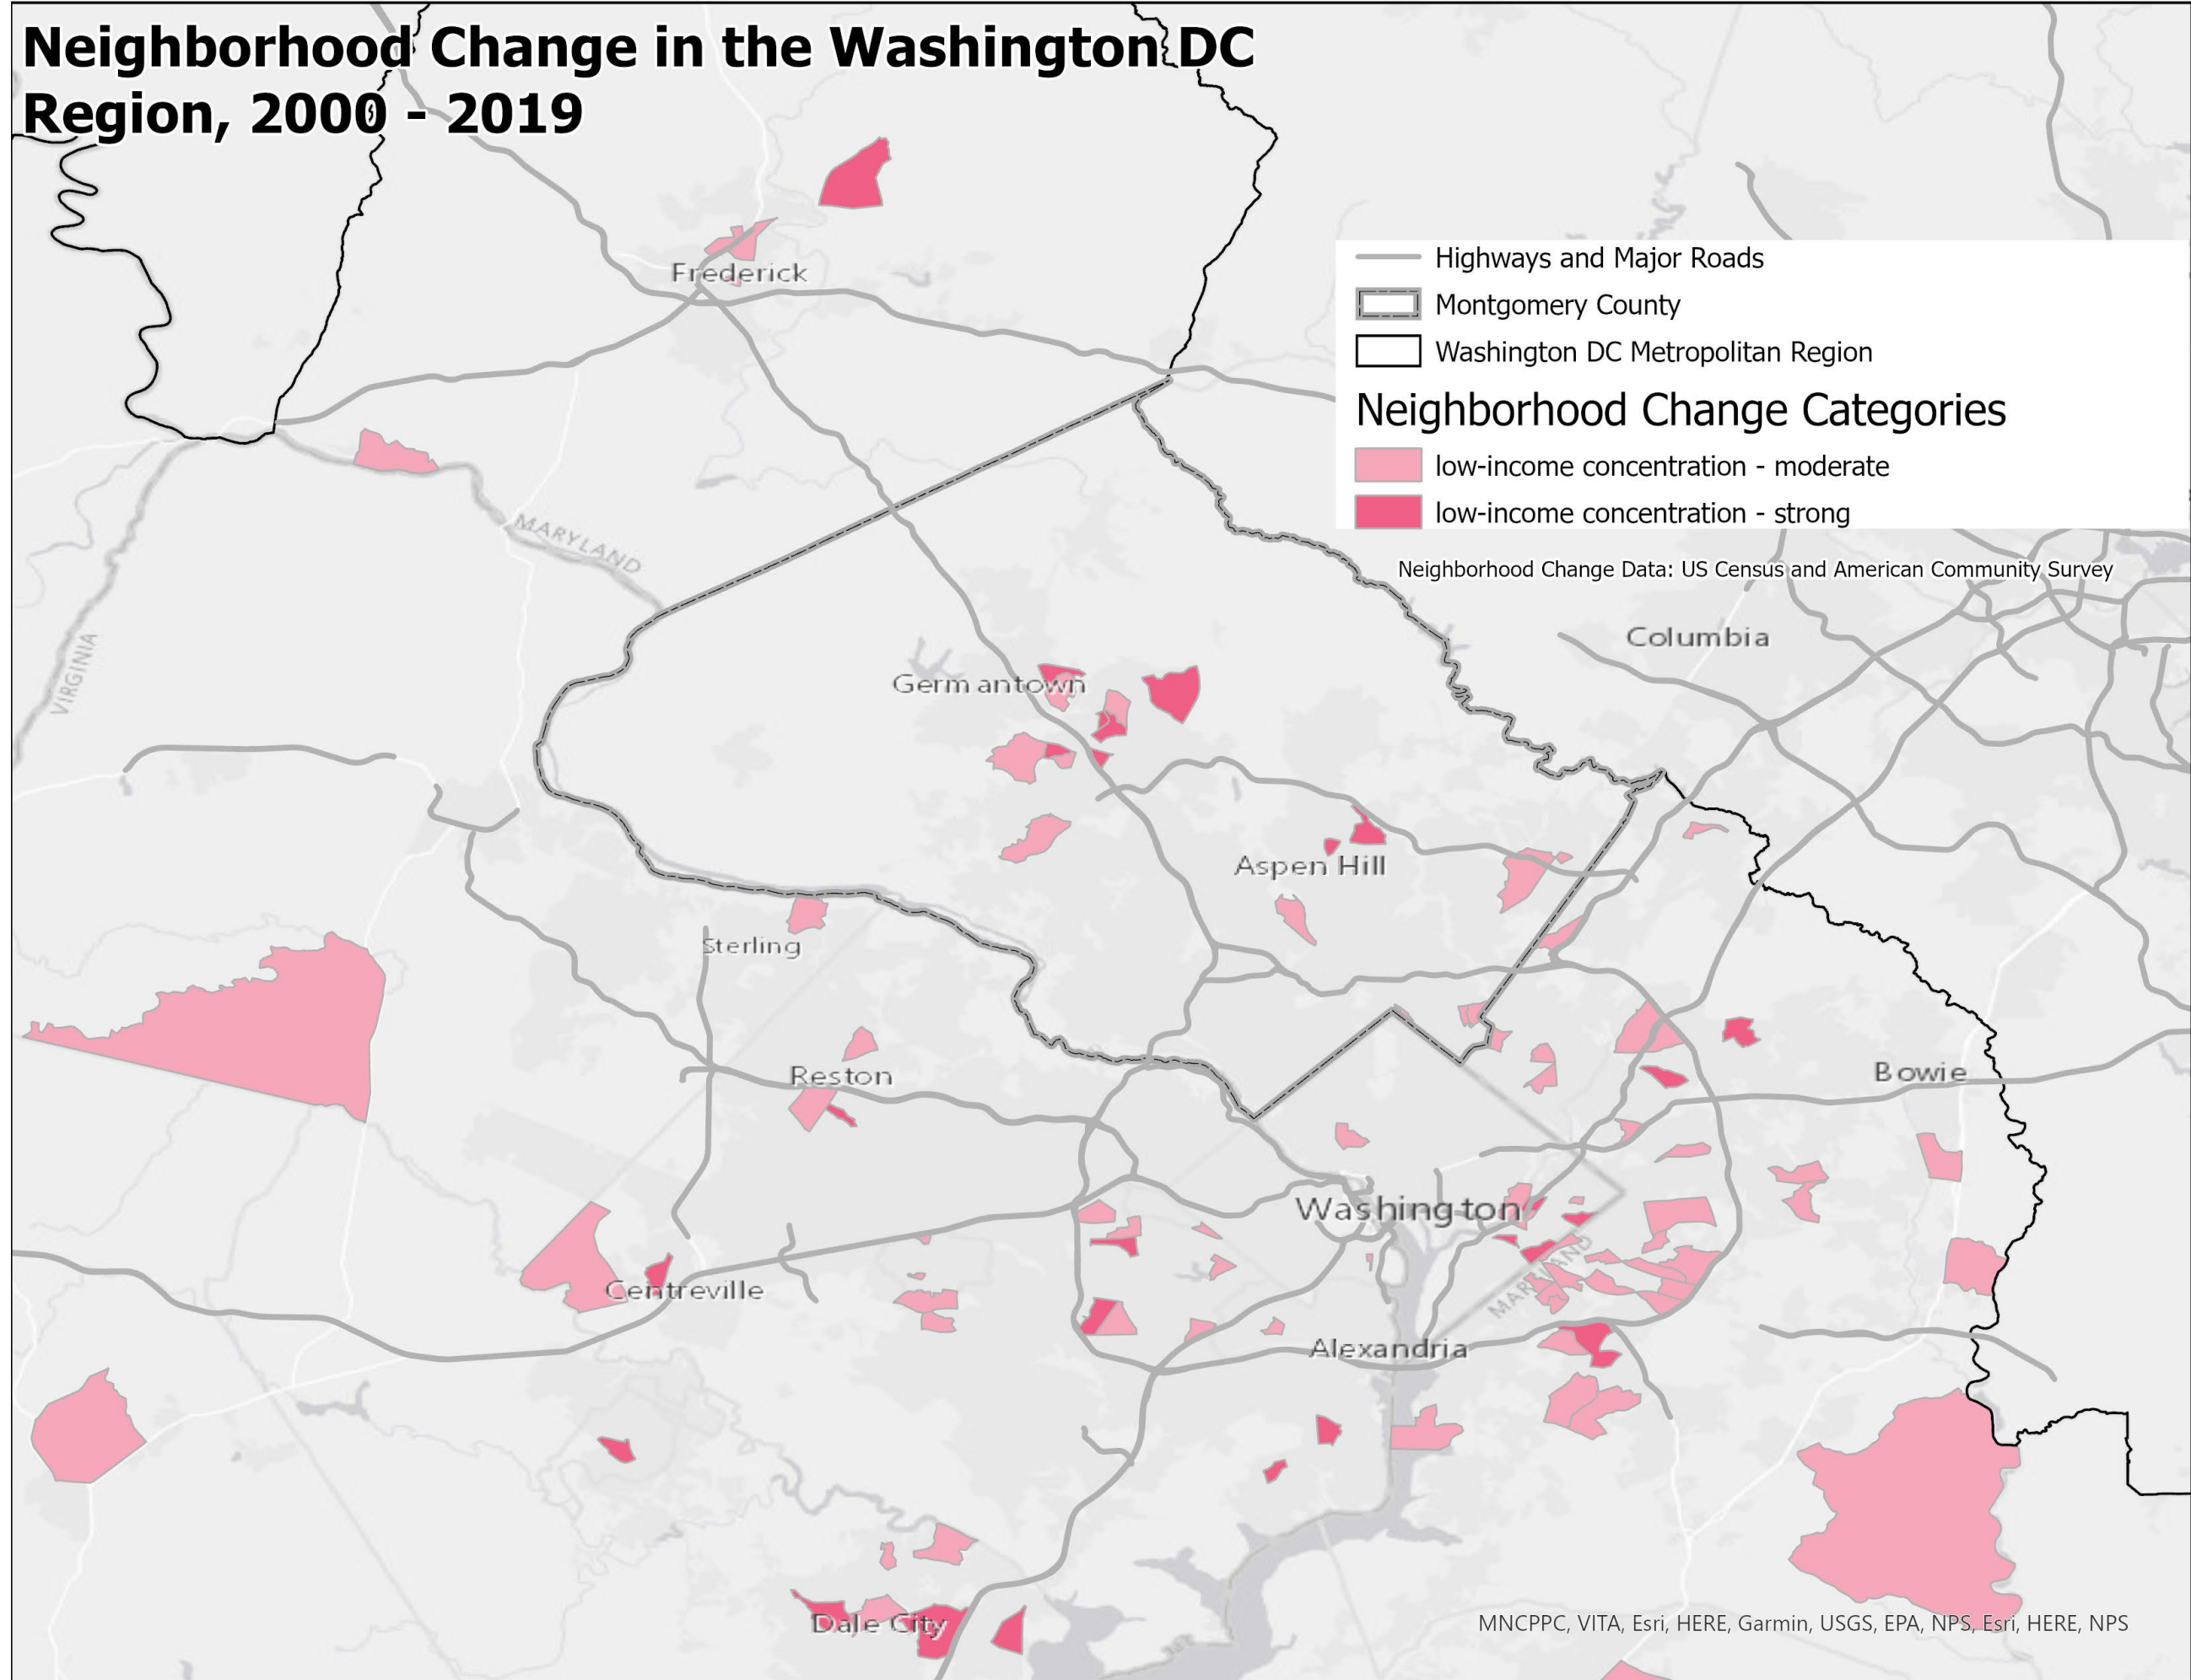 Neighborhood Change in the Washington DC
Region, 2000 - 2019
Frederick
Highways and Major Roads
Montgomery County
Washington DC Metropolitan Region
Neighborhood Change Categories
low-income concentration - moderate
low-income concentration - strong
Neighborhood Change Data: US Census and American Community Survey
MARYLAND
VIRGINIA
Columbia
Germantown
Aspen Hill
Sterling
Reston
Bowie
Washington
MARYLAND
Centreville
Alexandria
Dale City
MNCPPC, VITA, Esri, HERE, Garmin, USGS, EPA, NPS, Esri, HERE, NPS